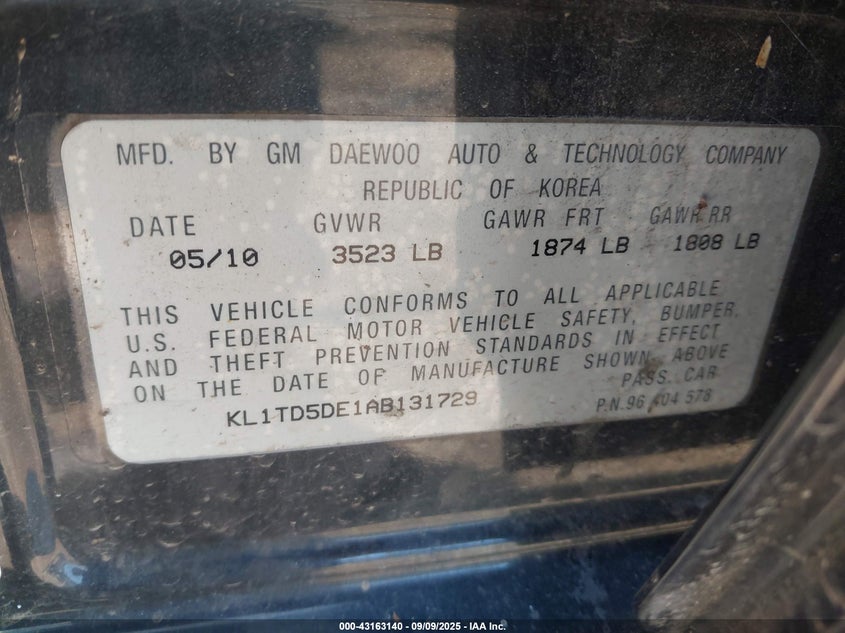 MFD. BY GM DAEWOO AUTO & TECHNOLOGY COMPANY
REPUBLIC OF KOREA
DATE GVWR GAWR FRT GAWR RR
05/10 3523 LB 1874 LB 1808 LB
THIS VEHICLE CONFORMS TO ALL APPLICABLE
U.S. FEDERAL MOTOR VEHICLE SAFETY, BUMPER,
AND THEFT PREVENTION STANDARDS IN EFFECT
ON THE DATE OF MANUFACTURE SHOWN ABOVE
PASS. CAR
KL1TD5DE1AB131729 P.N. 96 404 578
000-43163140 - 09/09/2025 - IAA Inc.